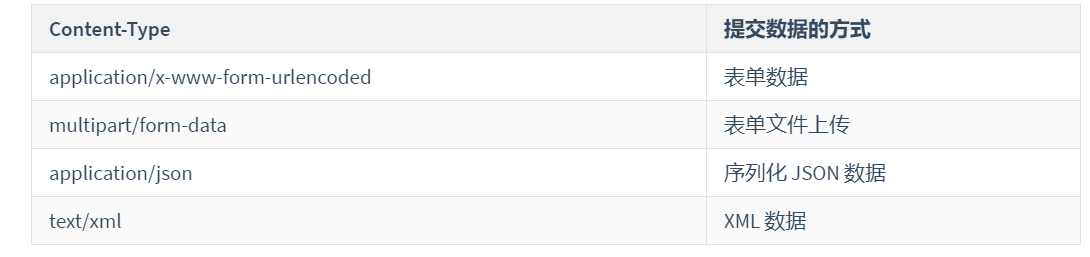 Content-Type 提交数据的方式
application/x-www-form-urlencoded 表单数据
multipart/form-data 表单文件上传
application/json 序列化 JSON 数据
text/xml XML 数据